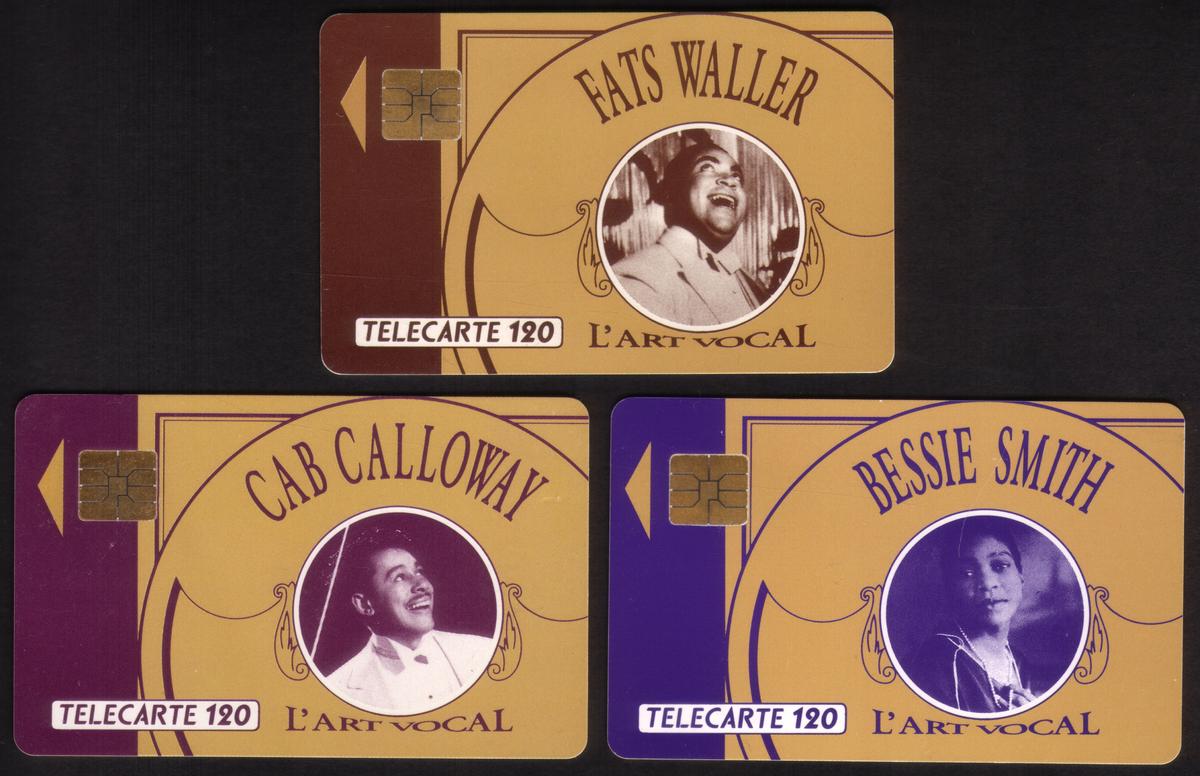 FATS WALLER
TELECARTE 120
L'ART VOCAL
CAB CALLOWAY
TELECARTE 120
L'ART VOCAL
BESSIE SMITH
TELECARTE 120
L'ART VOCAL